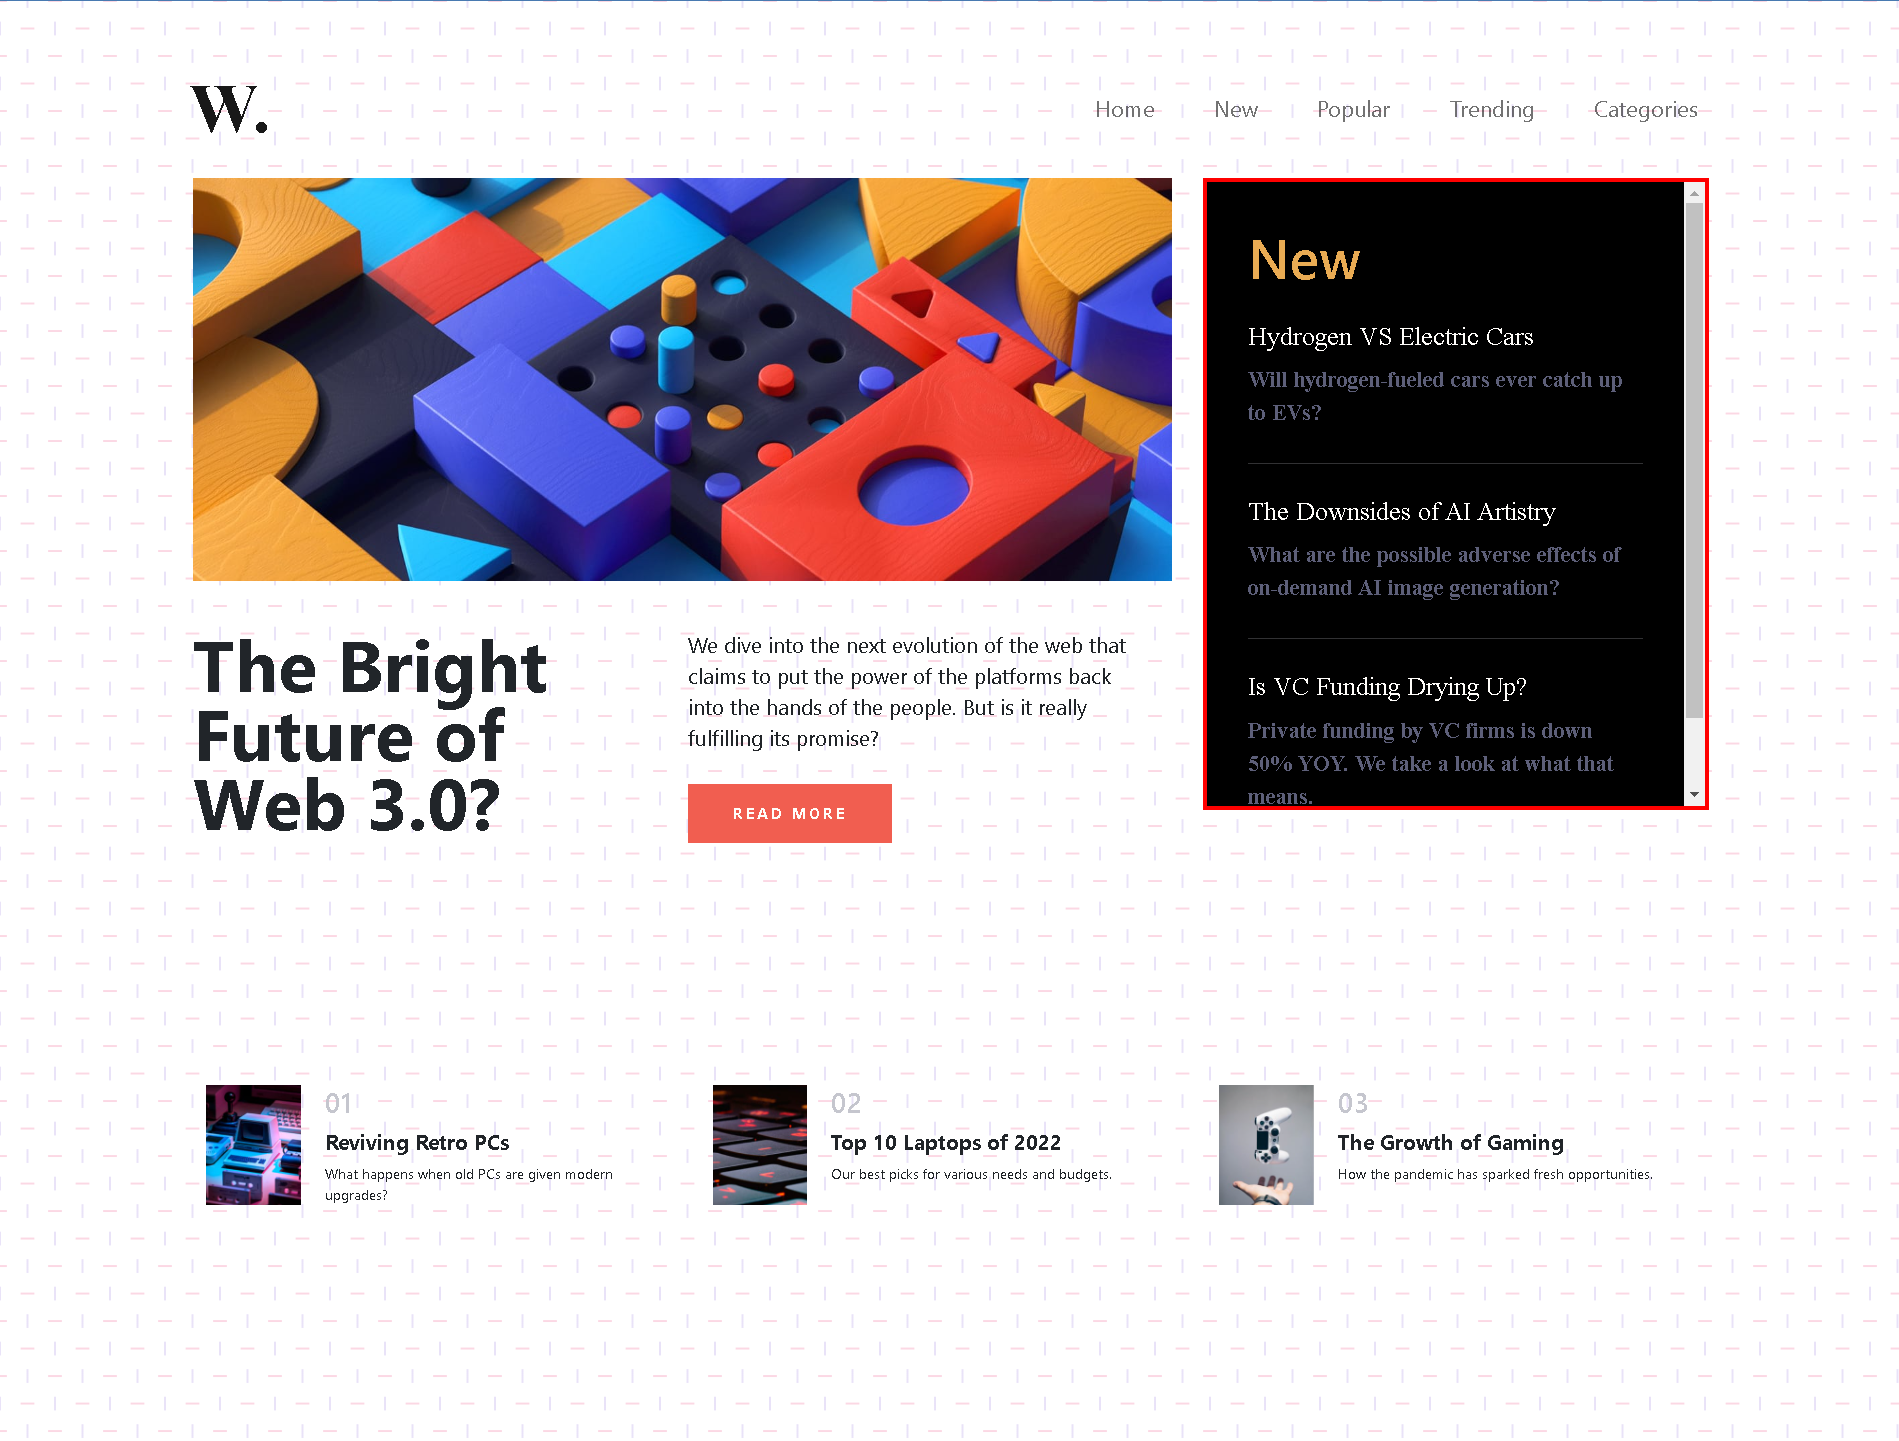 W.
Home New Popular Trending Categories
New
Hydrogen VS Electric Cars
Will hydrogen-fueled cars ever catch up
to EVs?
The Downsides of AI Artistry
What are the possible adverse effects of
on-demand AI image generation?
Is VC Funding Drying Up?
Private funding by VC firms is down
50% YOY. We take a look at what that
means.
The Bright
Future of
Web 3.0?
We dive into the next evolution of the web that
claims to put the power of the platforms back
into the hands of the people. But is it really
fulfilling its promise?
READ MORE
01
Reviving Retro PCs
What happens when old PCs are given modern
upgrades?
02
Top 10 Laptops of 2022
Our best picks for various needs and budgets.
03
The Growth of Gaming
How the pandemic has sparked fresh opportunities.